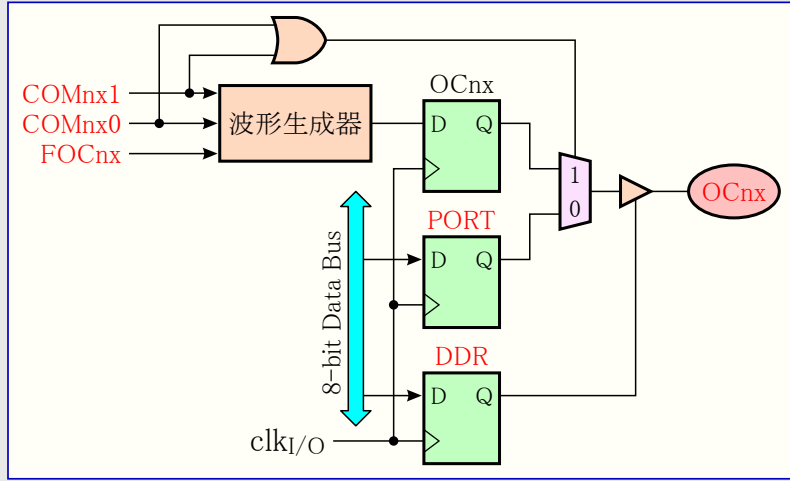 OCnx
COMnx1
COMnx0
FOCnx
波形生成器
D Q
1
0
OCnx
PORT
D Q
8-bit Data Bus
DDR
D Q
clkI/O